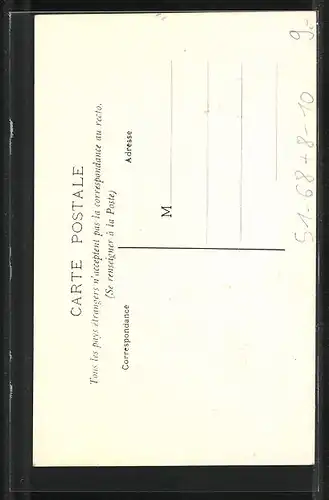 CARTE POSTALE
Tous les pays étrangers n'acceptent pas la correspondance au recto.
(Se renseigner à la Poste)
Correspondance
Adresse
M
51-68+8-10
9.-